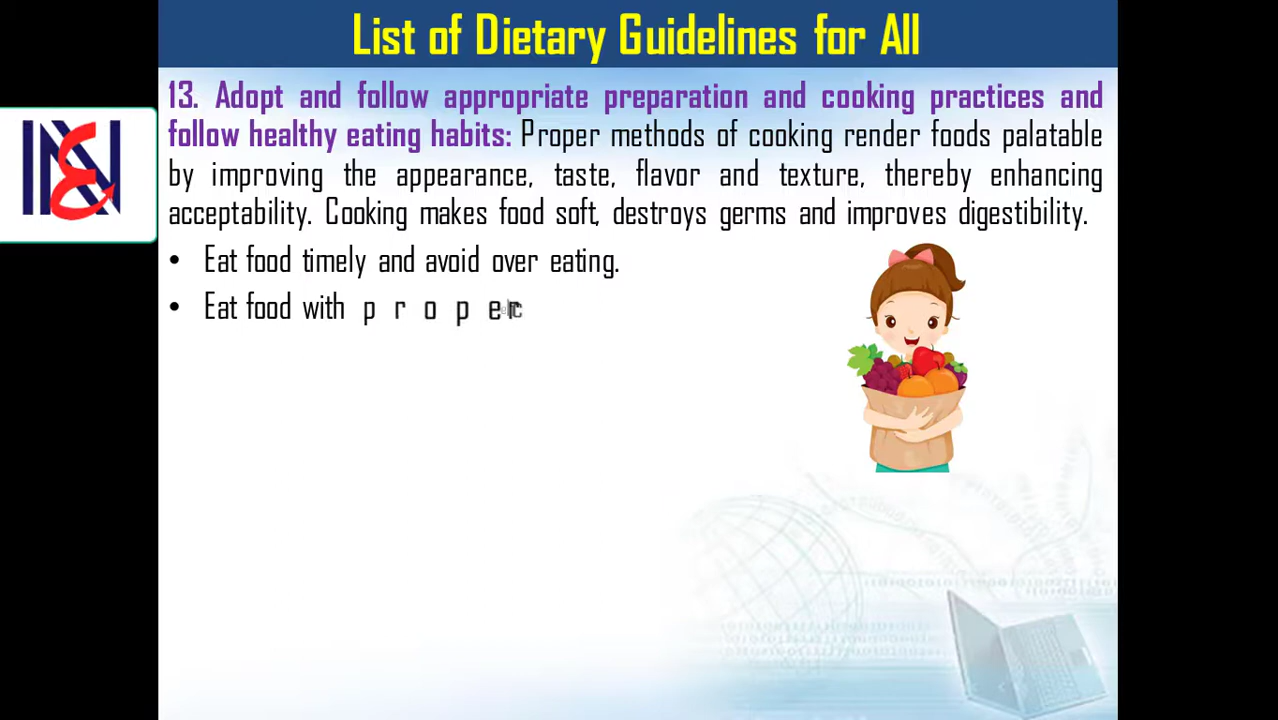 List of Dietary Guidelines for All
13. Adopt and follow appropriate preparation and cooking practices and
follow healthy eating habits: Proper methods of cooking render foods palatable
by improving the appearance, taste, flavor and texture, thereby enhancing
acceptability. Cooking makes food soft, destroys germs and improves digestibility.
• Eat food timely and avoid over eating.
• Eat food with proper